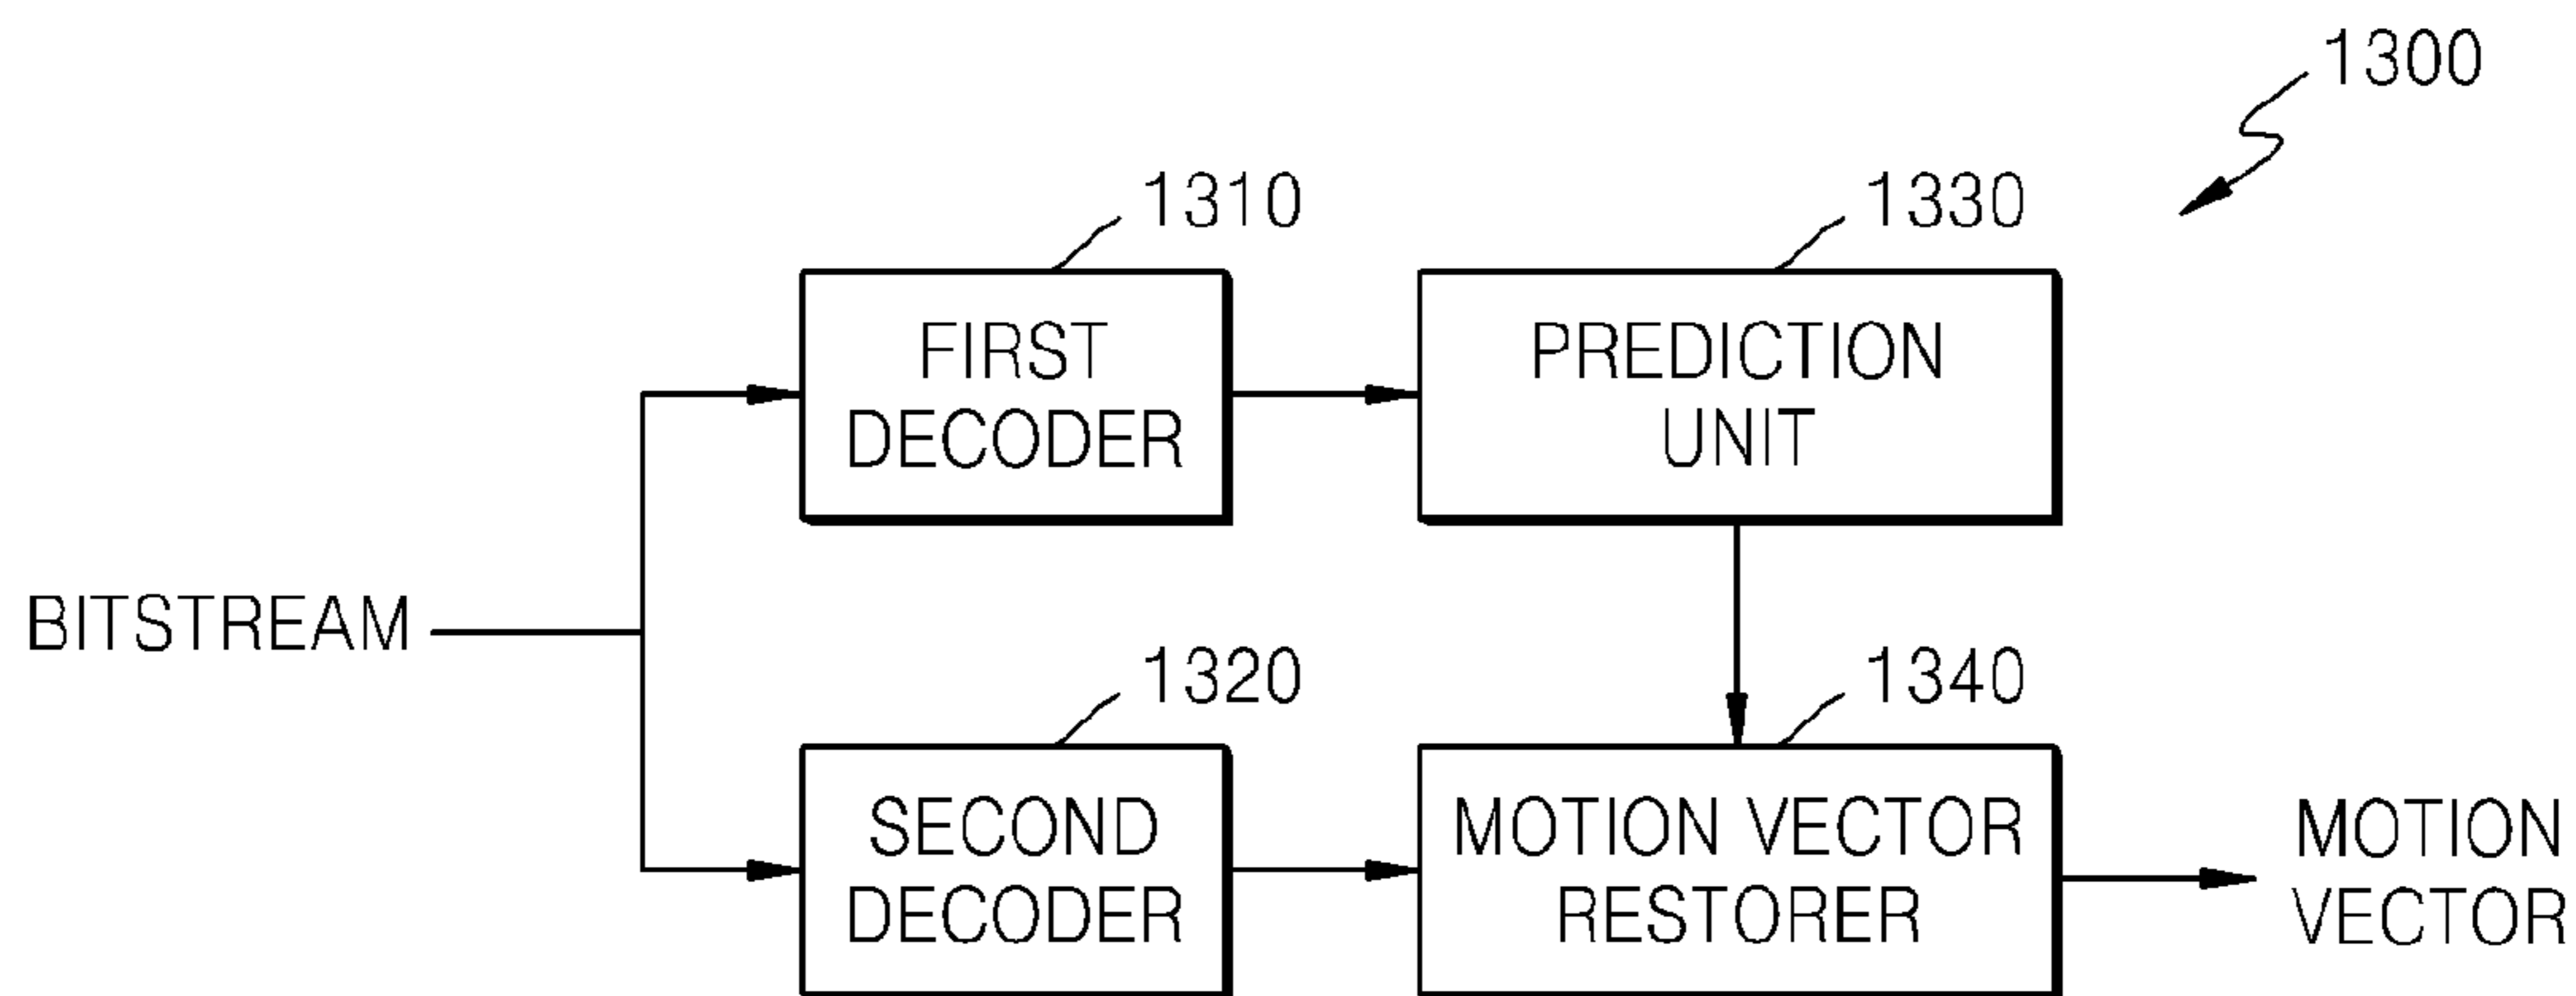 1300
1310
1330
FIRST
DECODER
PREDICTION
UNIT
BITSTREAM
1320
1340
SECOND
DECODER
MOTION VECTOR
RESTORER
MOTION
VECTOR